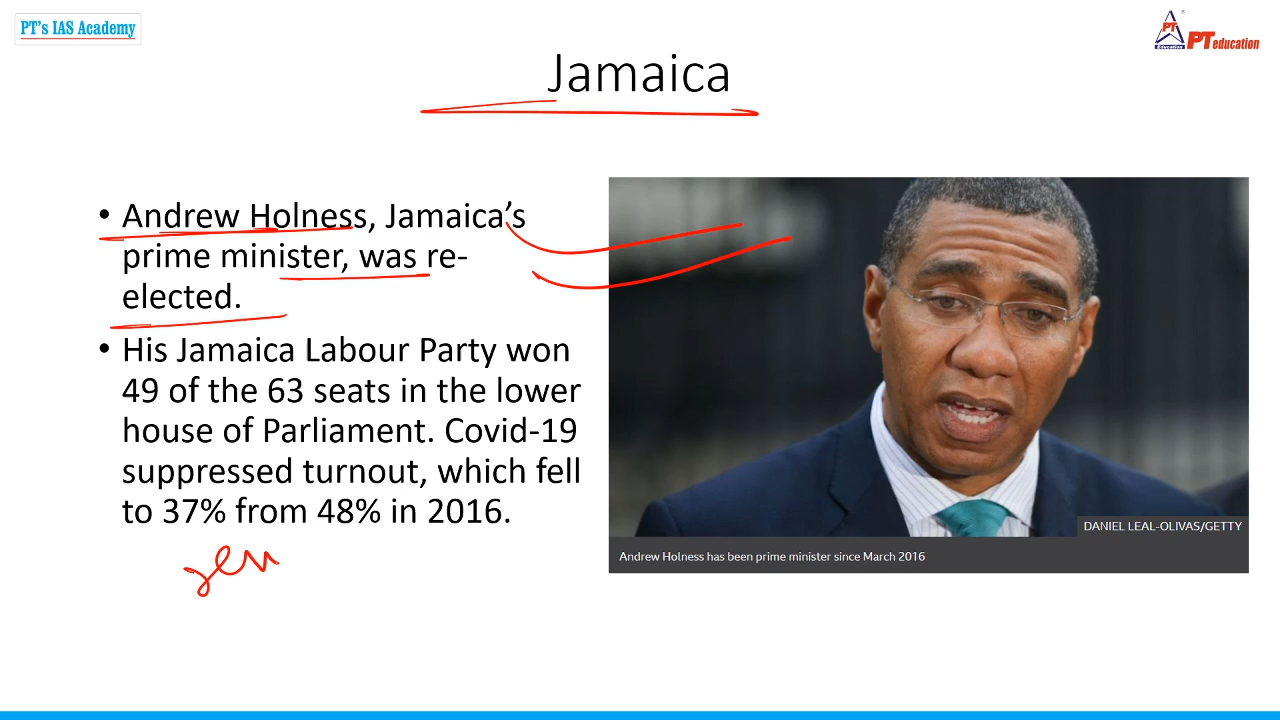 PT's IAS Academy
PT
Education
PT education
Jamaica
• Andrew Holness, Jamaica's
prime minister, was re-
elected.
• His Jamaica Labour Party won
49 of the 63 seats in the lower
house of Parliament. Covid-19
suppressed turnout, which fell
to 37% from 48% in 2016.
DANIEL LEAL-OLIVAS/GETTY
Andrew Holness has been prime minister since March 2016